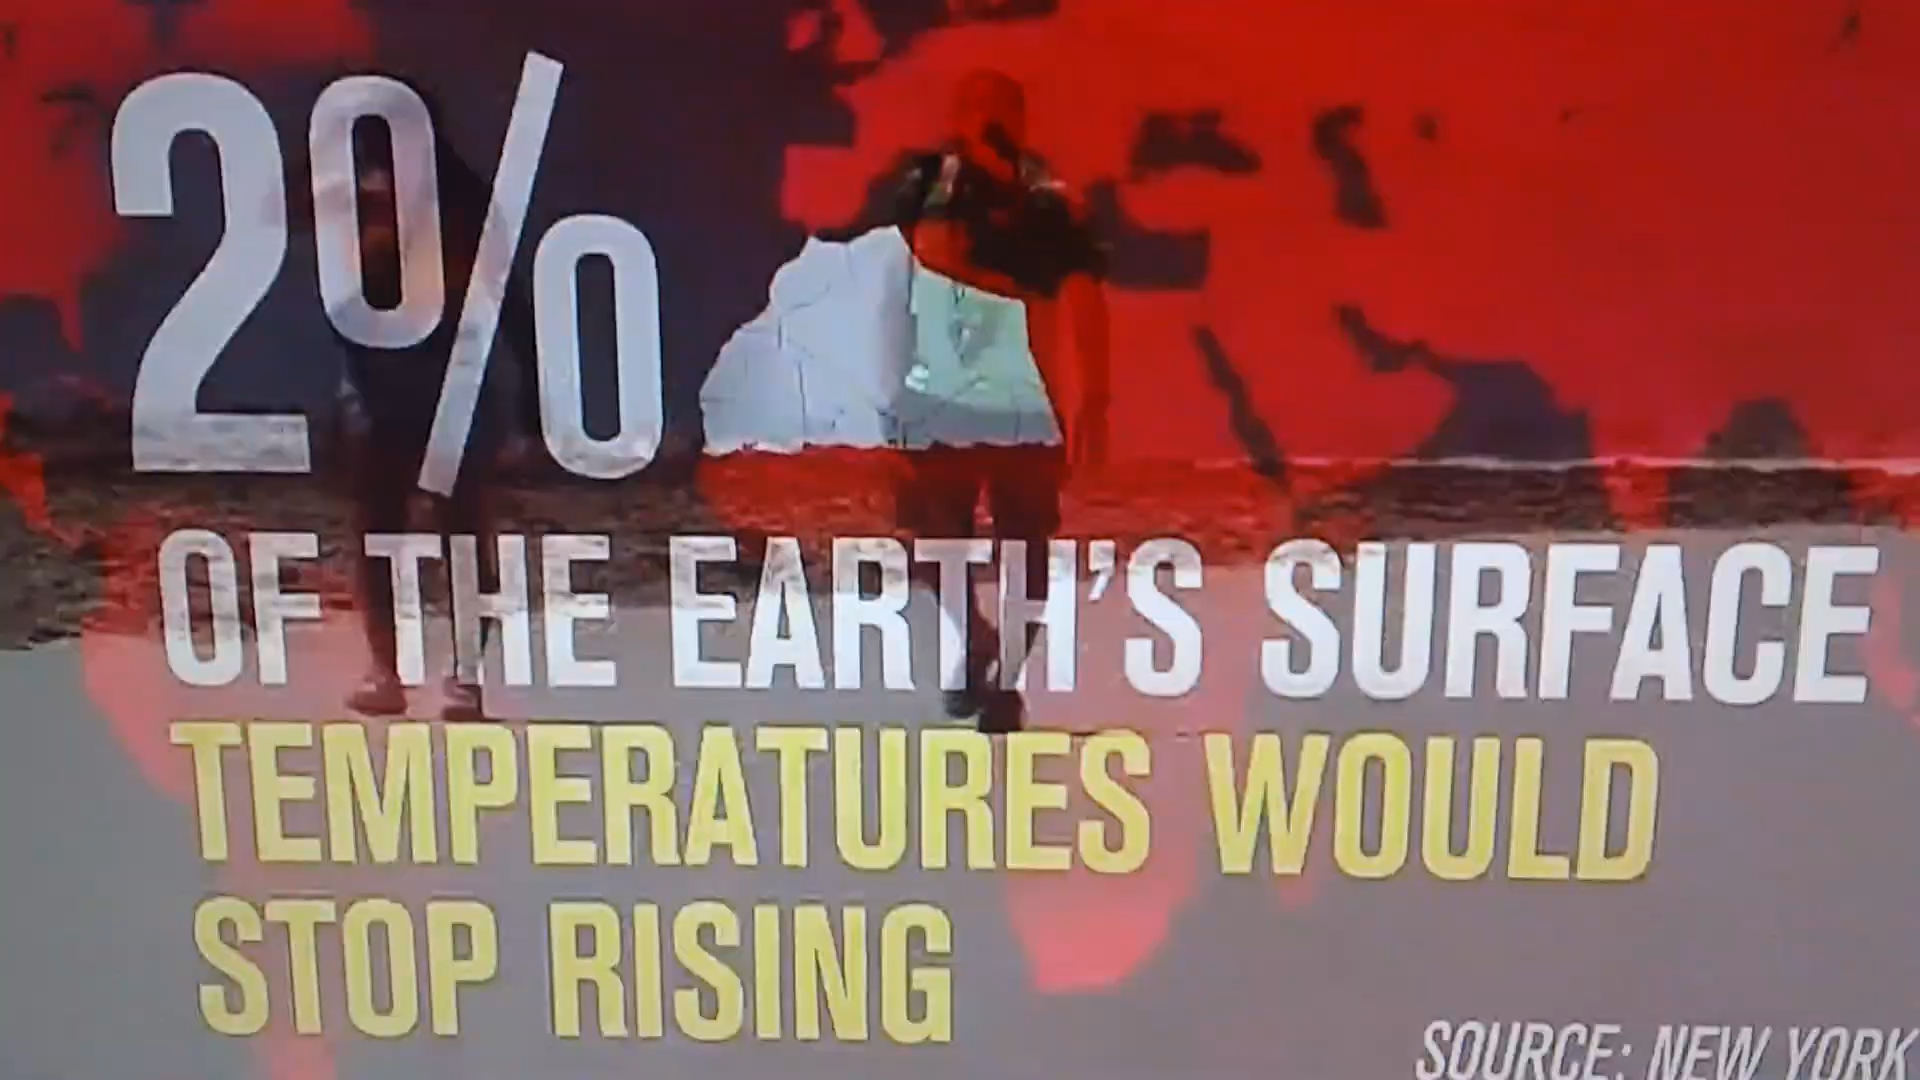 2%
OF THE EARTH'S SURFACE
TEMPERATURES WOULD
STOP RISING
SOURCE: NEW YORK